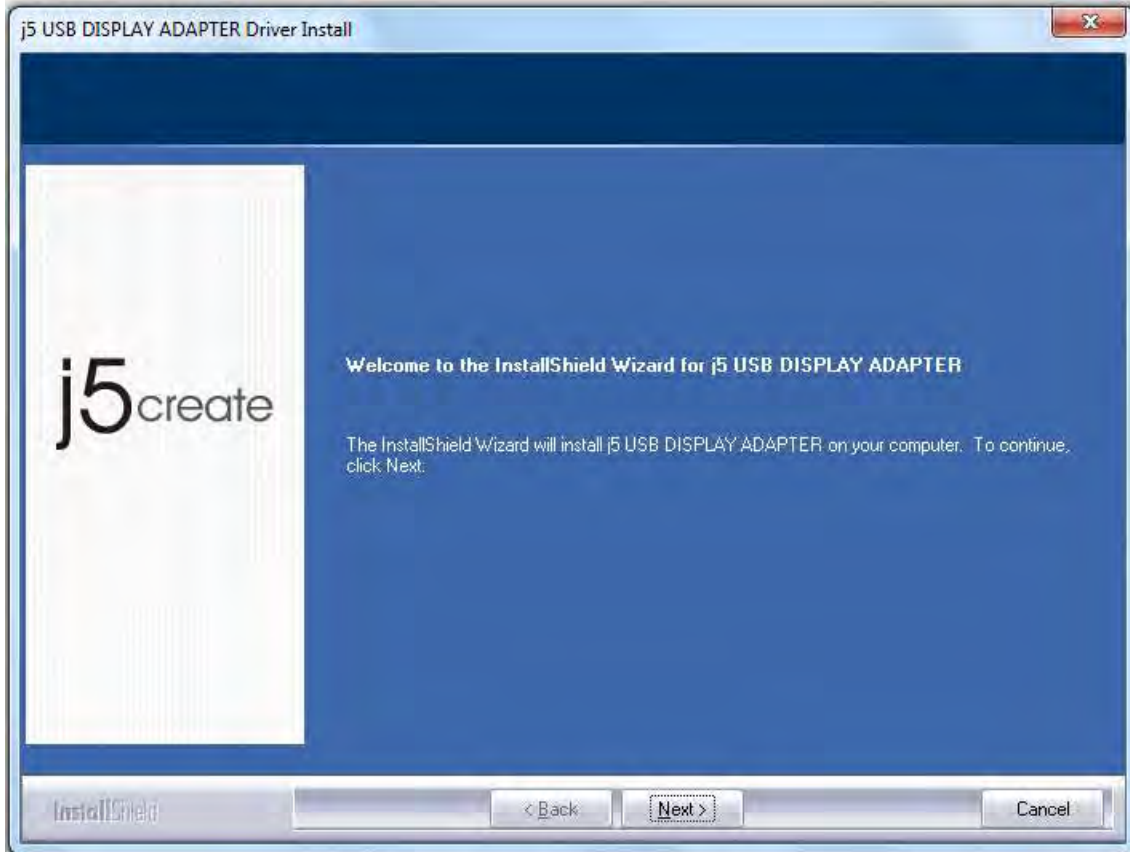 j5 USB DISPLAY ADAPTER Driver Install
j5create
Welcome to the InstallShield Wizard for j5 USB DISPLAY ADAPTER
The InstallShield Wizard will install j5 USB DISPLAY ADAPTER on your computer. To continue,
click Next.
InstallShield
< Back
Next >
Cancel